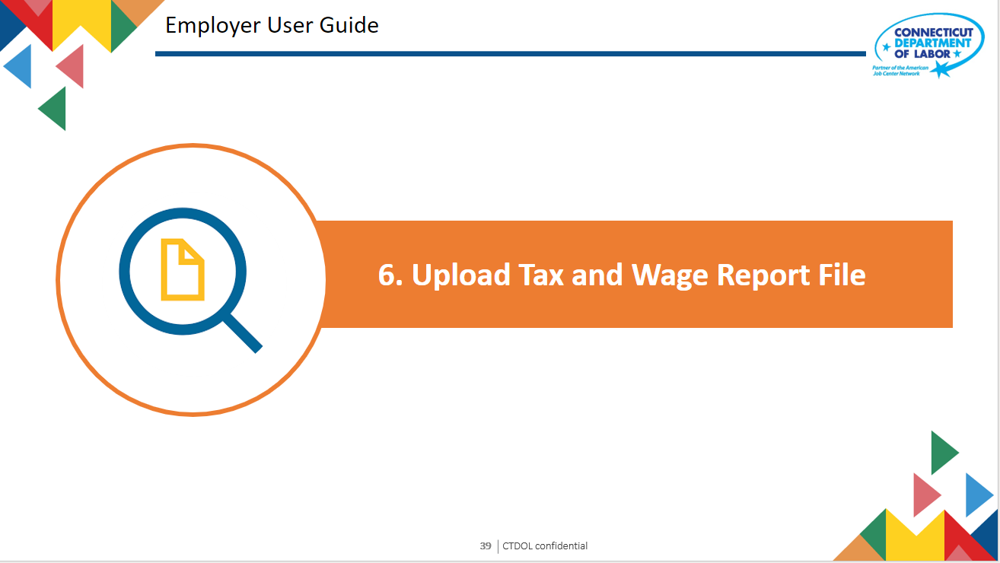 Employer User Guide
CONNECTICUT
DEPARTMENT
OF LABOR
Partner of the American
Job Center Network
6. Upload Tax and Wage Report File
39 CTDOL confidential